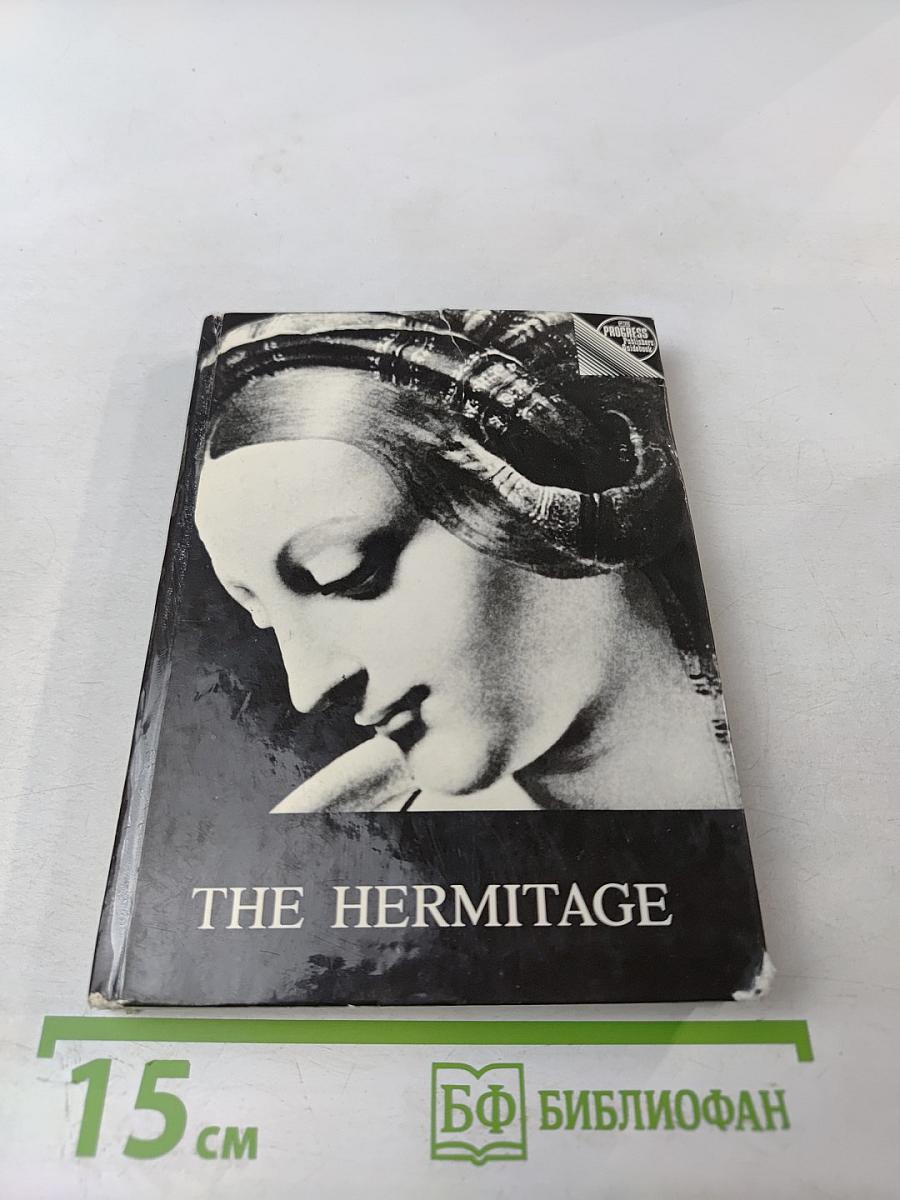 PROGRESS
Publishers
Guidebook
THE HERMITAGE
15 см
БФ БИБЛИОФАН